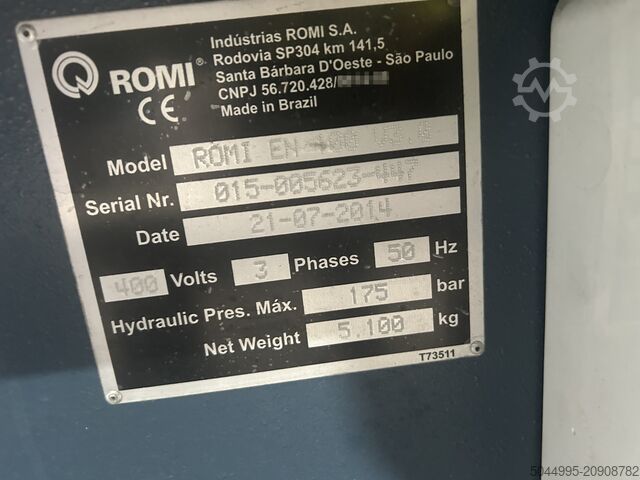 ROMI®
CE
Indústrias ROMI S.A.
Rodovia SP304 km 141,5
Santa Bárbara D'Oeste - São Paulo
CNPJ 56.720.428/
Made in Brazil
Model ROMI EN 400
Serial Nr. 015-005623-447
Date 21-07-2014
400 Volts 3 Phases 50 Hz
Hydraulic Pres. Máx. 175 bar
Net Weight 5.100 kg
T73511
5044995-20908782